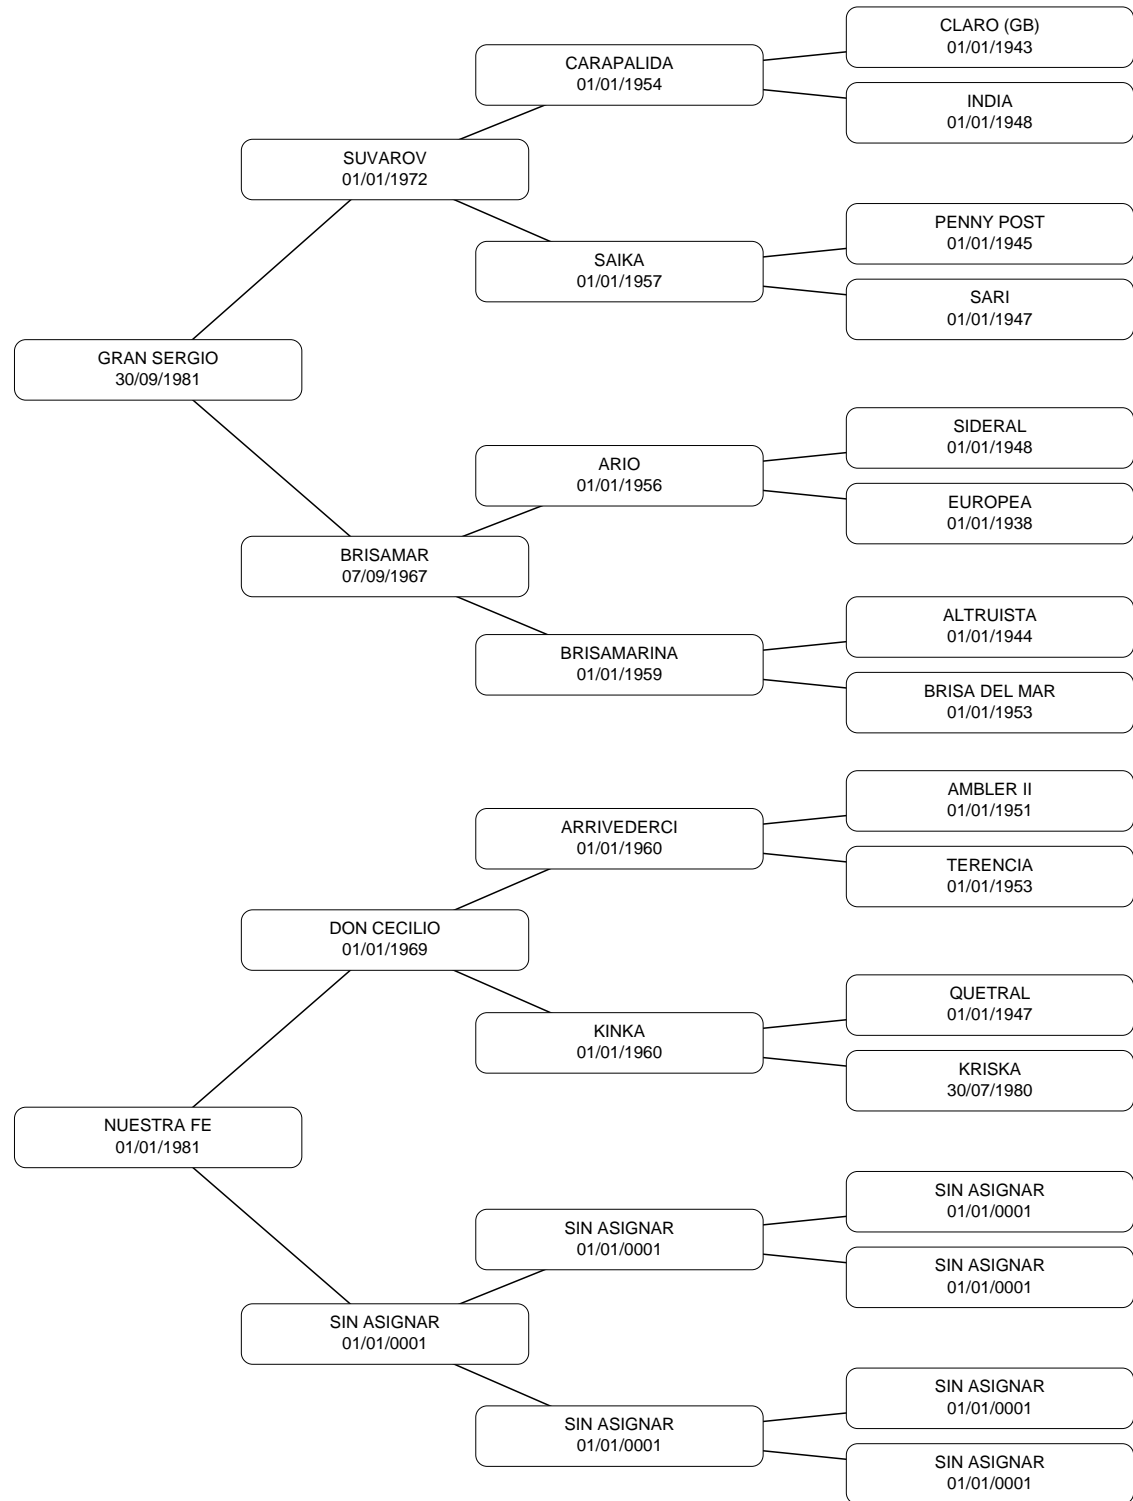 CLARO (GB)
01/01/1943
CARAPALIDA
01/01/1954
INDIA
01/01/1948
SUVAROV
01/01/1972
PENNY POST
01/01/1945
SAIKA
01/01/1957
SARI
01/01/1947
GRAN SERGIO
30/09/1981
SIDERAL
01/01/1948
ARIO
01/01/1956
EUROPEA
01/01/1938
BRISAMAR
07/09/1967
ALTRUISTA
01/01/1944
BRISAMARINA
01/01/1959
BRISA DEL MAR
01/01/1953
AMBLER II
01/01/1951
ARRIVEDERCI
01/01/1960
TERENCIA
01/01/1953
DON CECILIO
01/01/1969
QUETRAL
01/01/1947
KINKA
01/01/1960
KRISKA
30/07/1980
NUESTRA FE
01/01/1981
SIN ASIGNAR
01/01/0001
SIN ASIGNAR
01/01/0001
SIN ASIGNAR
01/01/0001
SIN ASIGNAR
01/01/0001
SIN ASIGNAR
01/01/0001
SIN ASIGNAR
01/01/0001
SIN ASIGNAR
01/01/0001